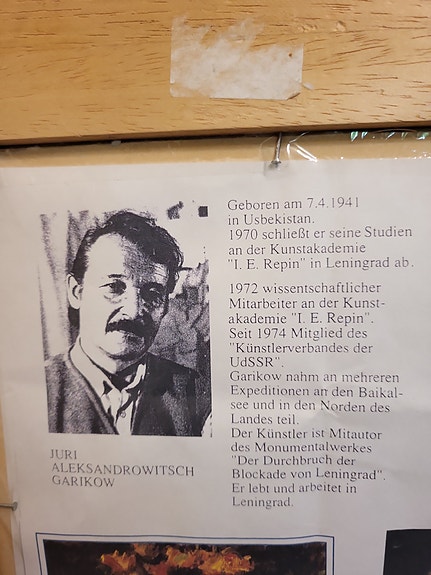 Geboren am 7.4.1941
in Usbekistan.
1970 schließt er seine Studien
an der Kunstakademie
"I. E. Repin" in Leningrad ab.
1972 wissentschaftlicher
Mitarbeiter an der Kunst-
akademie "I. E. Repin".
Seit 1974 Mitglied des
"Künstlerverbandes der
UdSSR".
Garikow nahm an mehreren
Expeditionen an den Baikal-
see und in den Norden des
Landes teil.
Der Künstler ist Mitautor
des Monumentalwerkes
"Der Durchbruch der
Blockade von Leningrad".
Er lebt und arbeitet in
Leningrad.
JURI
ALEKSANDROWITSCH
GARIKOW